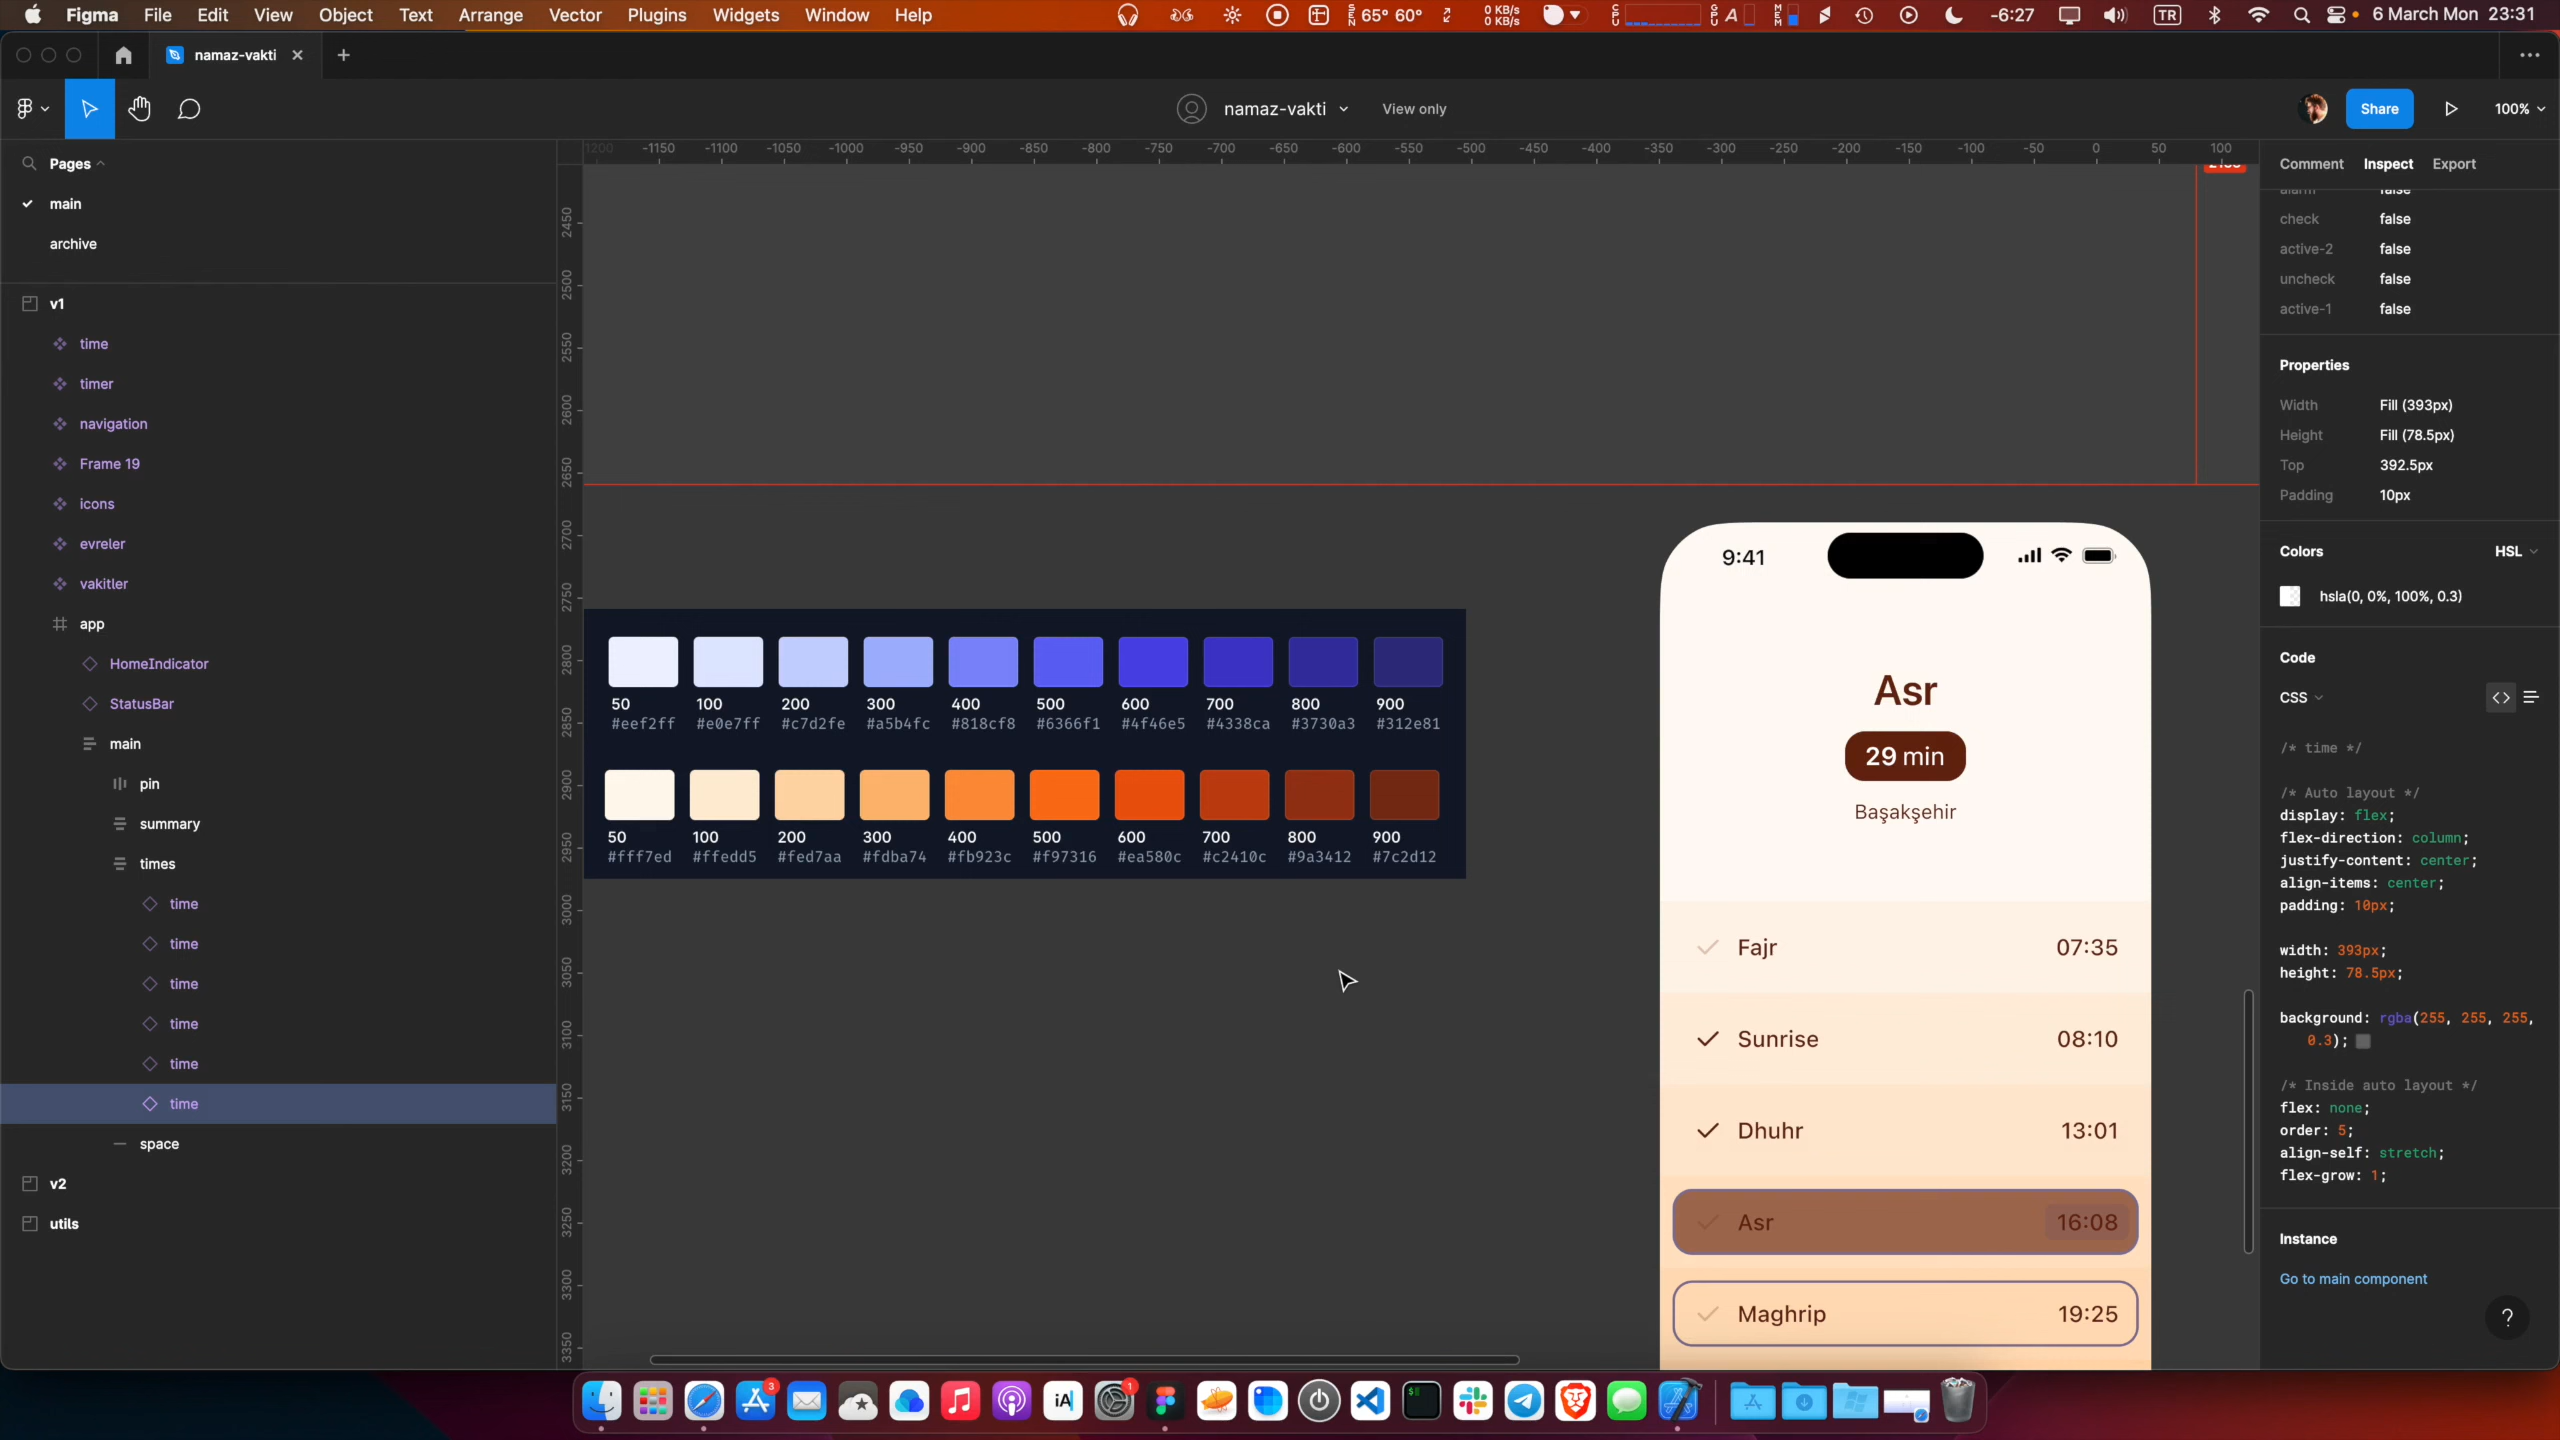 Figma File Edit View Object Text Arrange Vector Plugins Widgets Window Help
65° 60° 0 KB/s 0 KB/s CPU GPU A MEM -6:27 TR 6 March Mon 23:31
SEN
namaz-vakti
namaz-vakti View only Share 100%
Pages
main
archive
v1
time
timer
navigation
Frame 19
icons
evreler
vakitler
app
HomeIndicator
StatusBar
main
pin
summary
times
time
time
time
time
time
time
space
v2
utils
-1150 -1100 -1050 -1000 -950 -900 -850 -800 -750 -700 -650 -600 -550 -500 -450 -400 -350 -300 -250 -200 -150 -100 -50 0 50 100
2450
2500
2550
2600
2650
2700
2750
2800
2850
2900
2950
3000
3050
3100
3150
3200
3250
3300
3350
50 100 200 300 400 500 600 700 800 900
#eef2ff #e0e7ff #c7d2fe #a5b4fc #818cf8 #6366f1 #4f46e5 #4338ca #3730a3 #312e81
50 100 200 300 400 500 600 700 800 900
#fff7ed #ffedd5 #fed7aa #fdba74 #fb923c #f97316 #ea580c #c2410c #9a3412 #7c2d12
9:41
Asr
29 min
Başakşehir
Fajr 07:35
Sunrise 08:10
Dhuhr 13:01
Asr 16:08
Maghrip 19:25
Comment Inspect Export
check false
active-2 false
uncheck false
active-1 false
Properties
Width Fill (393px)
Height Fill (78.5px)
Top 392.5px
Padding 10px
Colors HSL
hsla(0, 0%, 100%, 0.3)
Code
CSS
/* time */
/* Auto layout */
display: flex;
flex-direction: column;
justify-content: center;
align-items: center;
padding: 10px;
width: 393px;
height: 78.5px;
background: rgba(255, 255, 255,
0.3);
/* Inside auto layout */
flex: none;
order: 5;
align-self: stretch;
flex-grow: 1;
Instance
Go to main component
?
3
iA
1
$